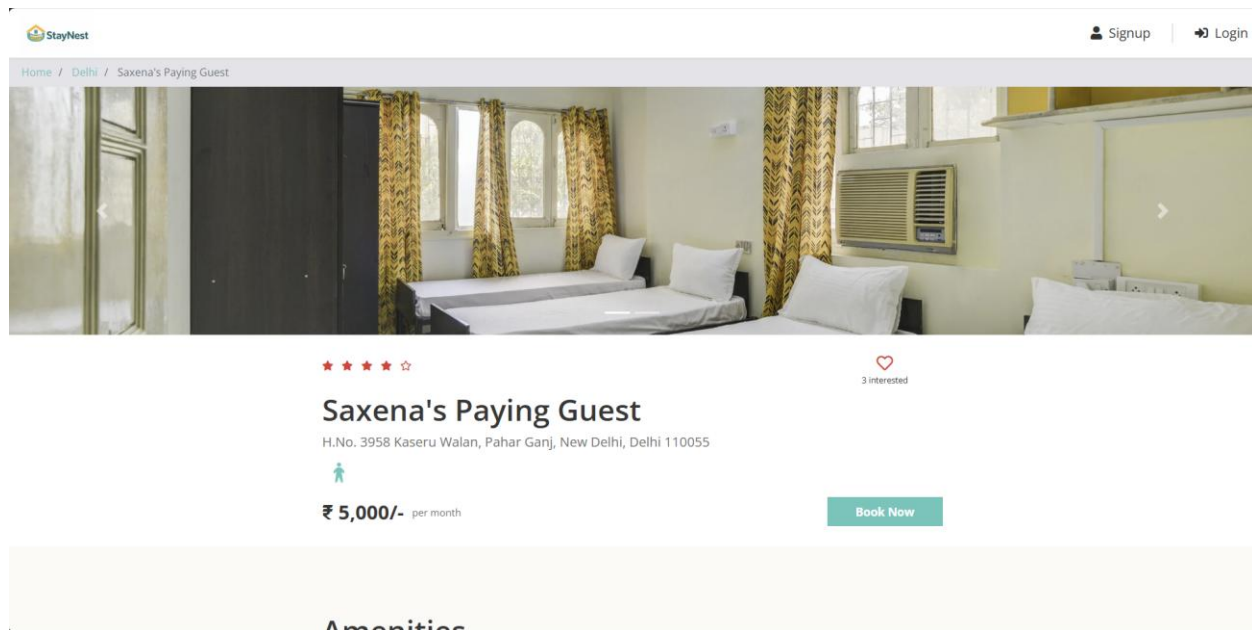 StayNest
Signup
Login
Home / Delhi / Saxena's Paying Guest
3 interested
Saxena's Paying Guest
H.No. 3958 Kaseru Walan, Pahar Ganj, New Delhi, Delhi 110055
₹ 5,000/- per month
Book Now
Amenities